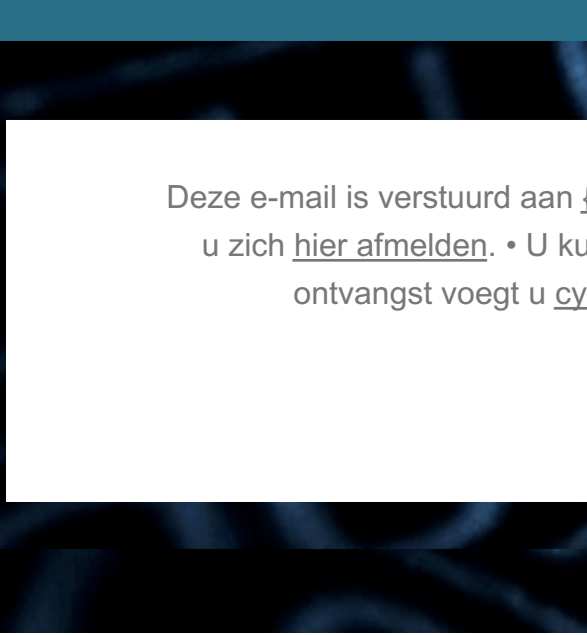 Deze e-mail is verstuurd aan
u zich hier afmelden. • U ku
ontvangst voegt u cy